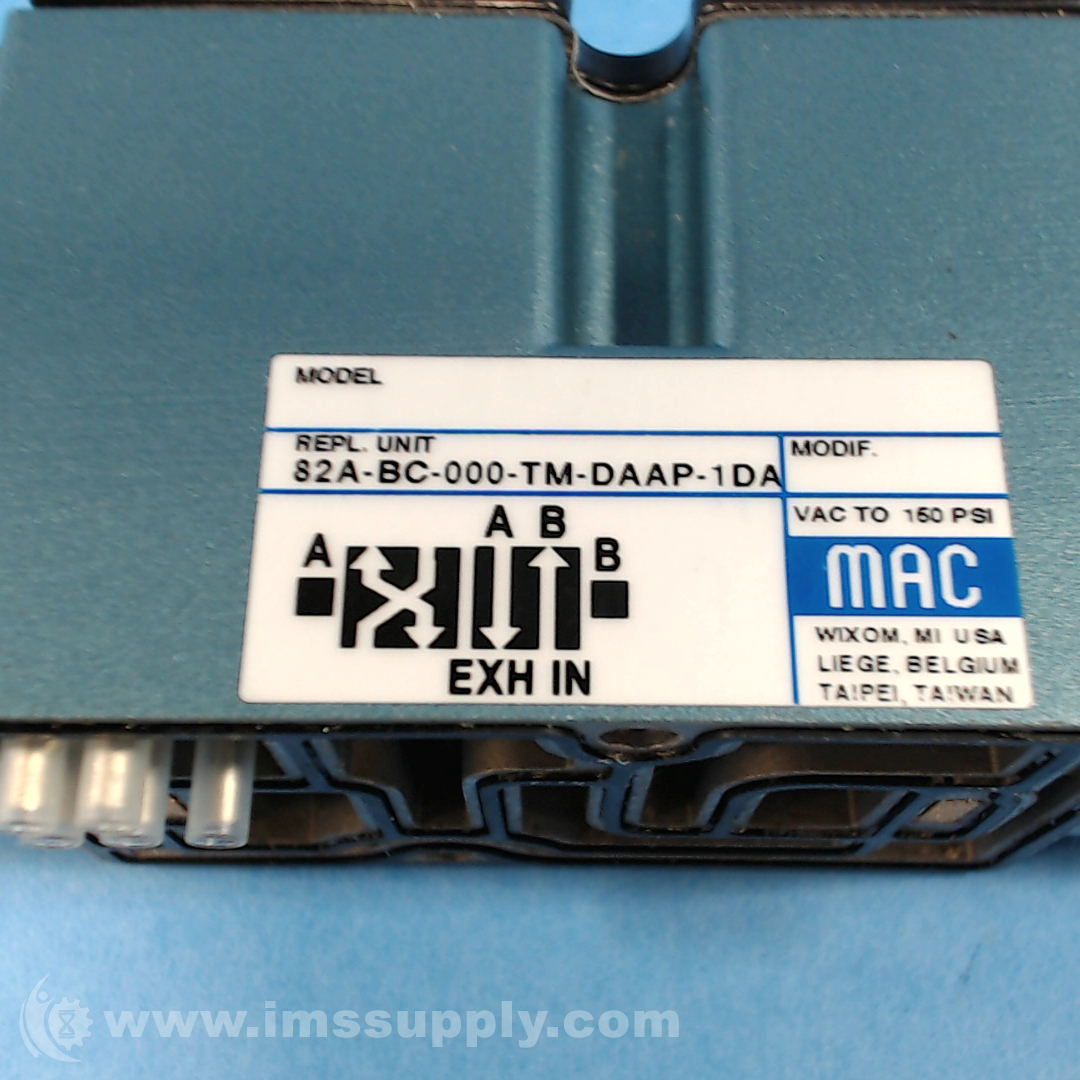 MODEL
REPL. UNIT
82A-BC-000-TM-DAAP-1DA
MODIF.
A A B B
EXH IN
VAC TO 150 PSI
MAC
WIXOM, MI USA
LIEGE, BELGIUM
TAIPEI, TAIWAN
www.imssupply.com